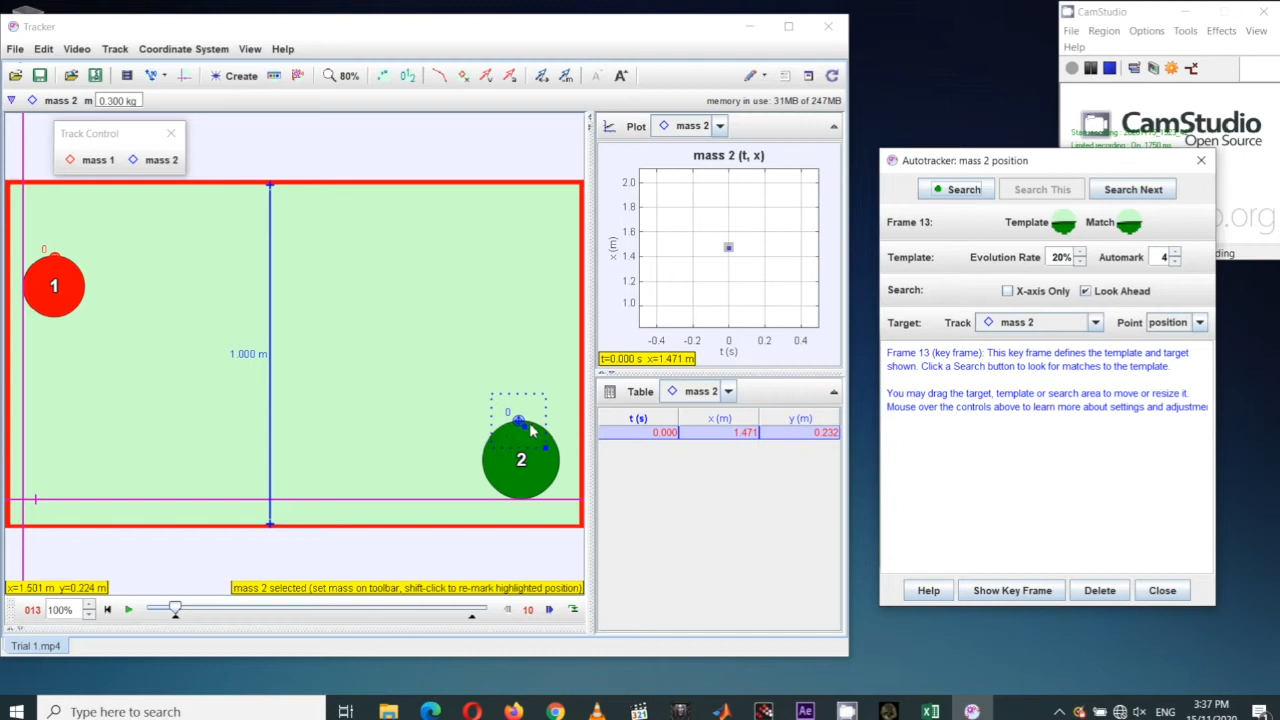 Tracker
File Edit Video Track Coordinate System View Help
Create 80%
mass 2 m 0.300 kg
memory in use: 31MB of 247MB
Track Control
mass 1 mass 2
0
1
1.000 m
0
2
x=1.501 m y=0.224 m
mass 2 selected (set mass on toolbar, shift-click to re-mark highlighted position)
013 100% 10
Trial 1.mp4
Plot mass 2
mass 2 (t, x)
x (m)
2.0
1.8
1.6
1.4
1.2
1.0
-0.4 -0.2 0 0.2 0.4
t (s)
t=0.000 s x=1.471 m
Table mass 2
t (s) x (m) y (m)
0.000 1.471 0.232
CamStudio
File Region Options Tools Effects View
Help
CamStudio
Open Source
Autotracker: mass 2 position
Search Search This Search Next
Frame 13: Template Match
Template: Evolution Rate 20% Automark 4
Search: X-axis Only Look Ahead
Target: Track mass 2 Point position
Frame 13 (key frame): This key frame defines the template and target
shown. Click a Search button to look for matches to the template.
You may drag the target, template or search area to move or resize it.
Mouse over the controls above to learn more about settings and adjustme
Help Show Key Frame Delete Close
Type here to search
321
ENG
3:37 PM
15/11/2020